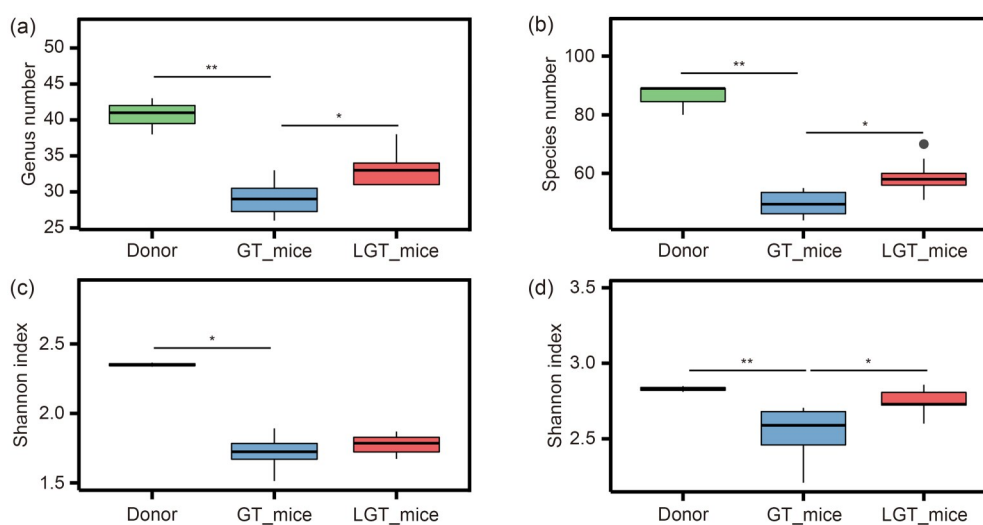 (a)
Genus number
50
45
40
35
30
25
**
*
Donor GT_mice LGT_mice
(b)
Species number
100
80
60
**
*
Donor GT_mice LGT_mice
(c)
Shannon index
2.5
2.0
1.5
*
Donor GT_mice LGT_mice
(d)
Shannon index
3.5
3.0
2.5
**
*
Donor GT_mice LGT_mice